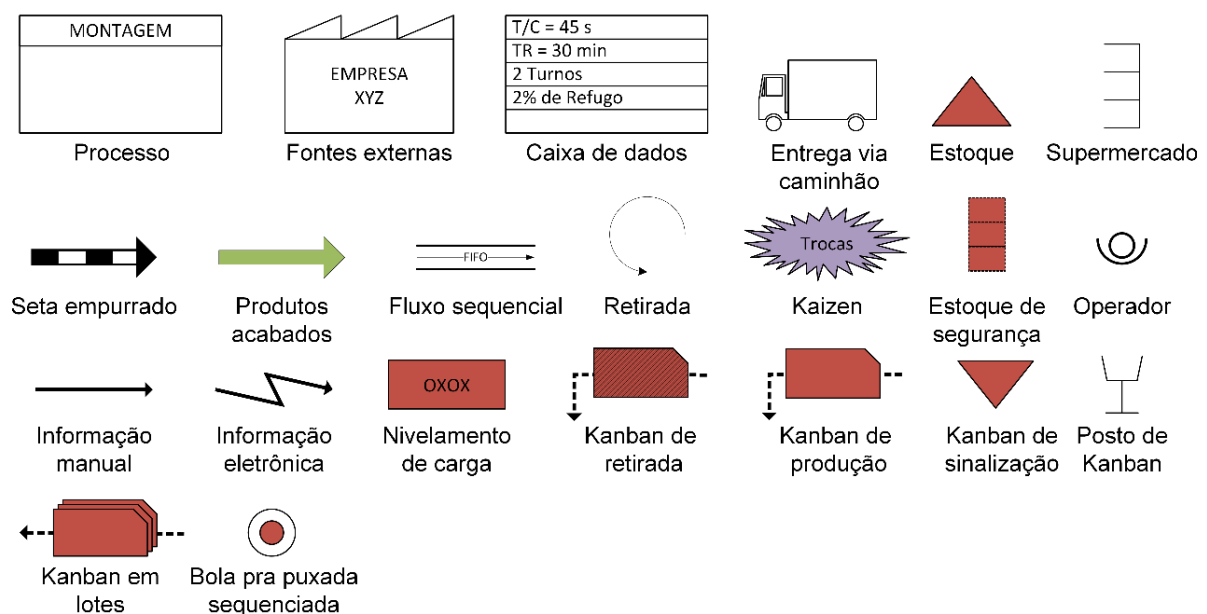 MONTAGEM
Processo
EMPRESA
XYZ
Fontes externas
T/C = 45 s
TR = 30 min
2 Turnos
2% de Refugo
Caixa de dados
Entrega via
caminhão
Estoque
Supermercado
Seta empurrado
Produtos
acabados
FIFO
Fluxo sequencial
Retirada
Trocas
Kaizen
Estoque de
segurança
Operador
Informação
manual
Informação
eletrônica
OXOX
Nivelamento
de carga
Kanban de
retirada
Kanban de
produção
Kanban de
sinalização
Posto de
Kanban
Kanban em
lotes
Bola pra puxada
sequenciada